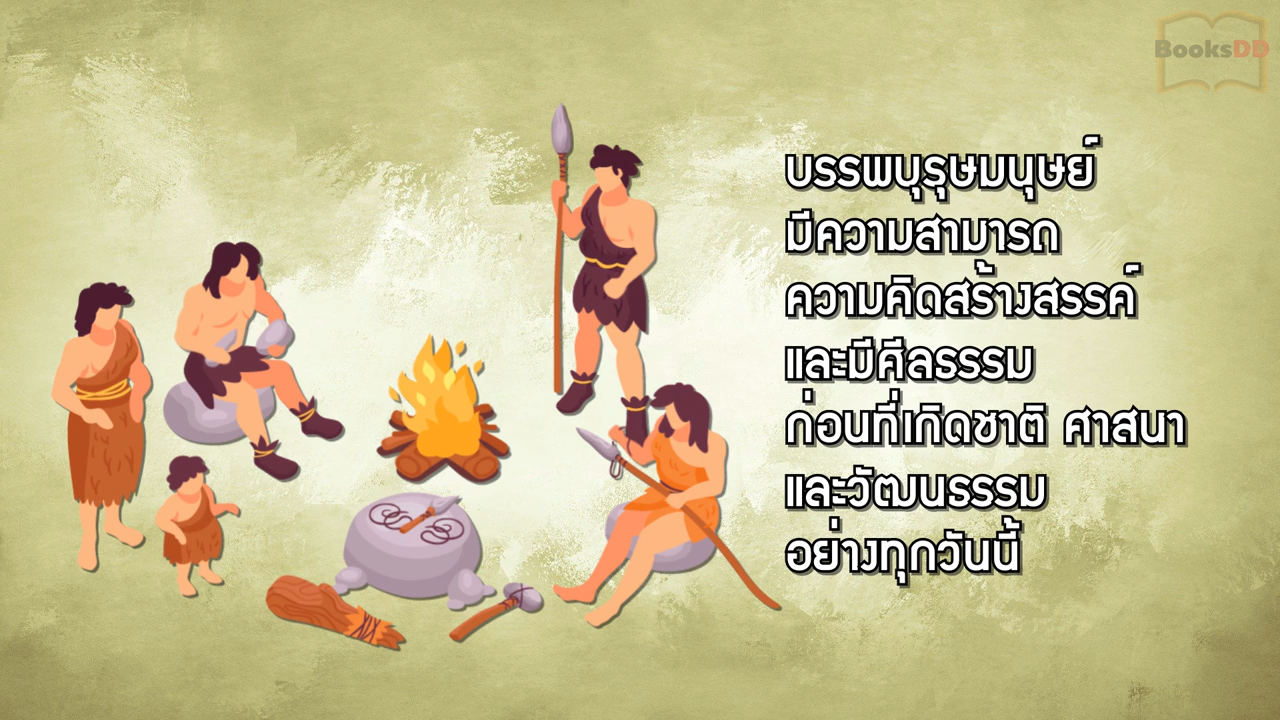 BooksDD
บรรพบุรุษมนุษย์
มีความสามารถ
ความคิดสร้างสรรค์
และมีศีลธรรม
ก่อนที่เกิดชาติ ศาสนา
และวัฒนธรรม
อย่างทุกวันนี้